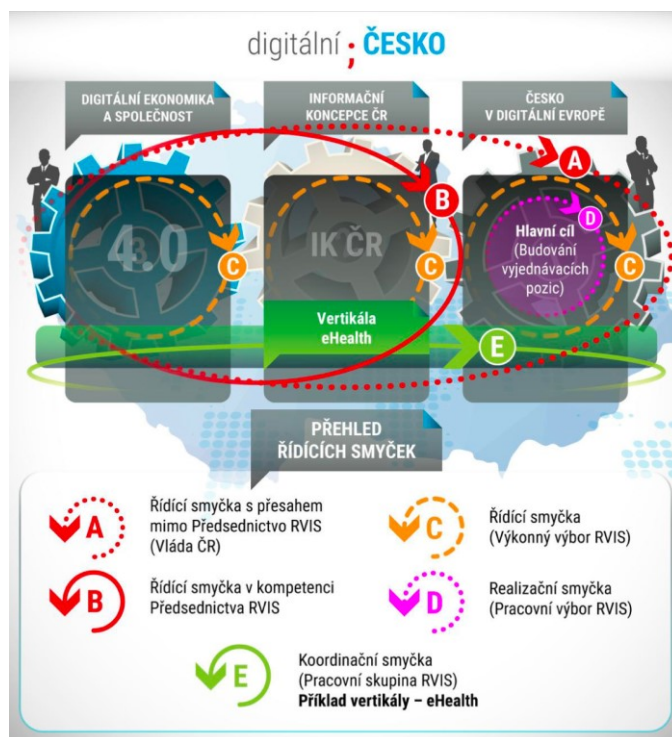 digitální ; ČESKO
DIGITÁLNÍ EKONOMIKA
A SPOLEČNOST
INFORMAČNÍ
KONCEPCE ČR
ČESKO
V DIGITÁLNÍ EVROPĚ
A
B
D
4.0
IK ČR
Hlavní cíl
(Budování
vyjednávacích
pozic)
C
C
C
Vertikála
eHealth
E
PŘEHLED
ŘÍDÍCÍCH SMYČEK
A
Řídící smyčka s přesahem
mimo Předsednictvo RVIS
(Vláda ČR)
C
Řídící smyčka
(Výkonný výbor RVIS)
B
Řídící smyčka v kompetenci
Předsednictva RVIS
D
Realizační smyčka
(Pracovní výbor RVIS)
E
Koordinační smyčka
(Pracovní skupina RVIS)
Příklad vertikály – eHealth